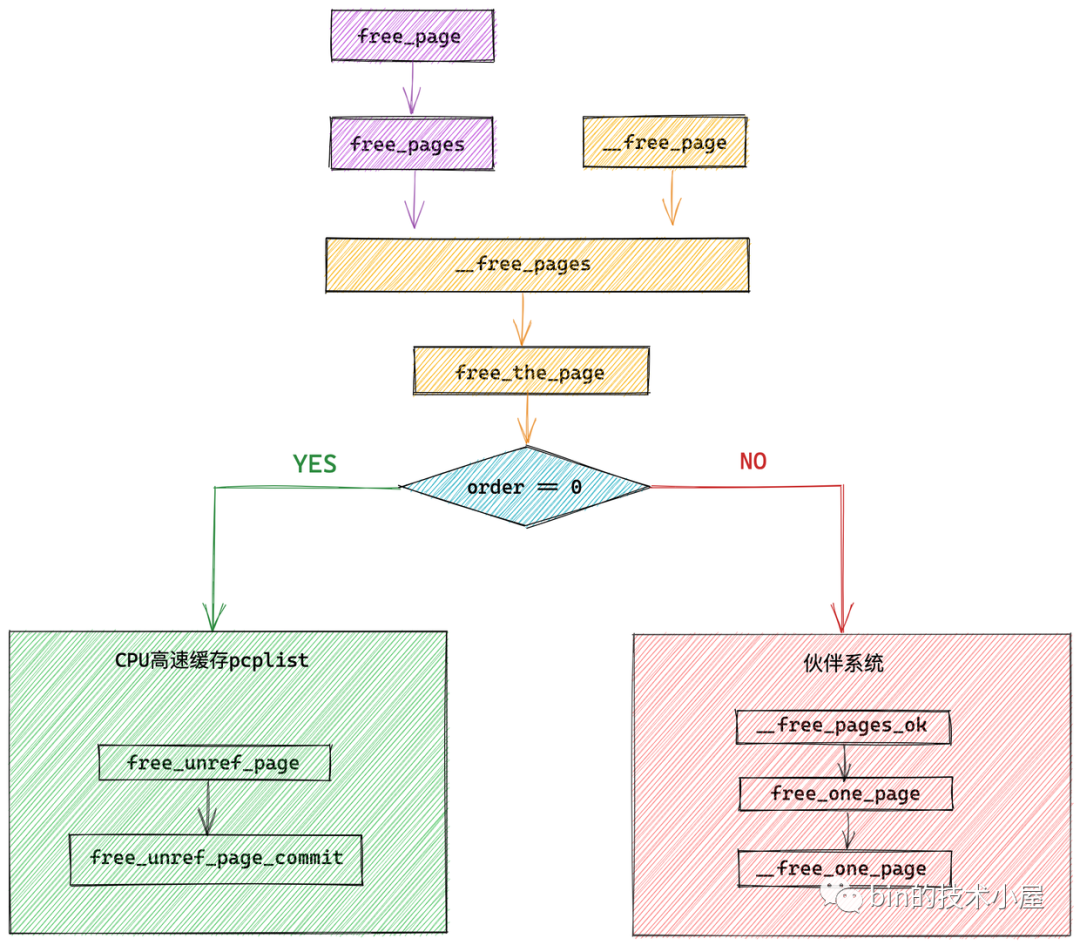 free_page
free_pages
__free_page
__free_pages
free_the_page
YES
NO
order == 0
CPU高速缓存pcplist
伙伴系统
free_unref_page
free_unref_page_commit
__free_pages_ok
free_one_page
__free_one_page
bin的技术小屋